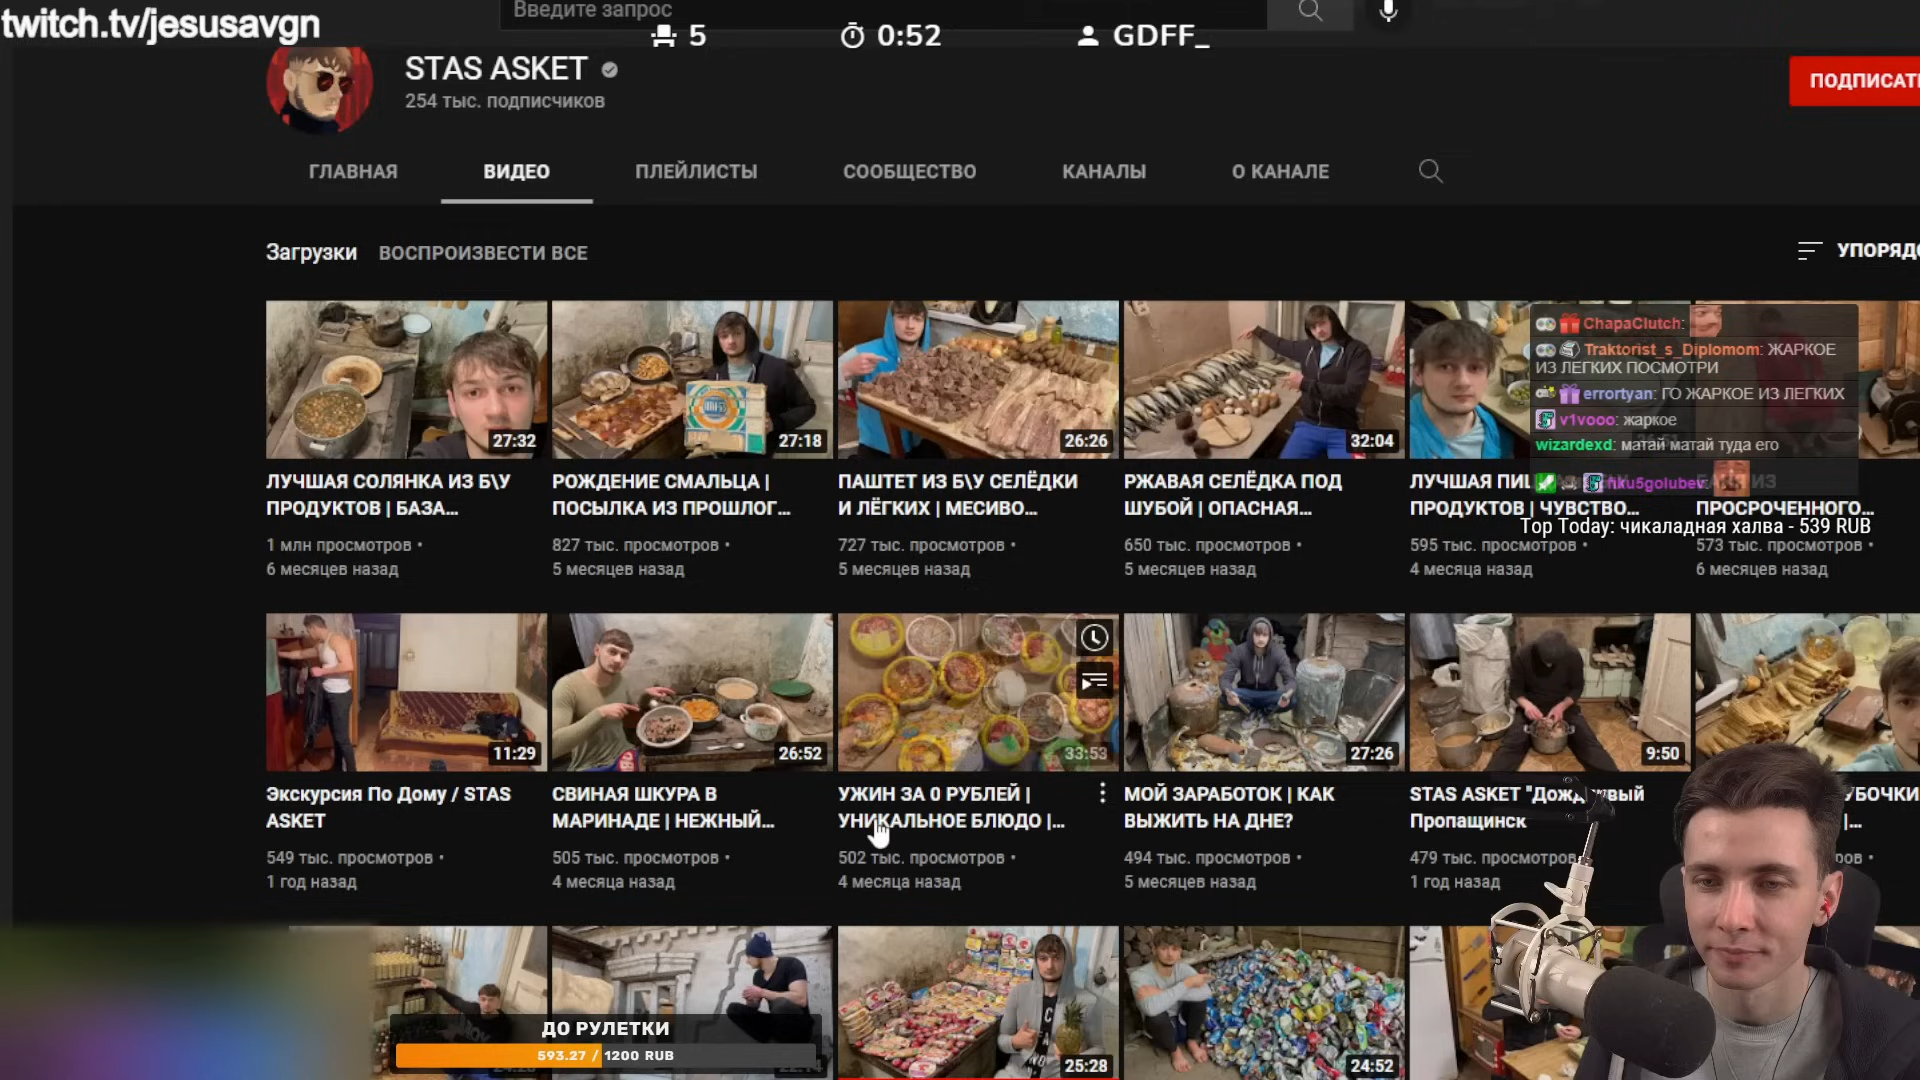 twitch.tv/jesusavgn
Введите запрос
5
0:52
GDFF_
STAS ASKET
254 тыс. подписчиков
ГЛАВНАЯ
ВИДЕО
ПЛЕЙЛИСТЫ
СООБЩЕСТВО
КАНАЛЫ
О КАНАЛЕ
Загрузки
ВОСПРОИЗВЕСТИ ВСЕ
27:32
27:18
26:26
32:04
ChapaClutch:
Traktorist_s_Diplomom: ЖАРКОЕ
ИЗ ЛЕГКИХ ПОСМОТРИ
errortyan: ГО ЖАРКОЕ ИЗ ЛЕГКИХ
v1vooo: жаркое
wizardexd: матай матай туда его
ЛУЧШАЯ СОЛЯНКА ИЗ Б\У
ПРОДУКТОВ | БАЗА...
1 млн просмотров •
6 месяцев назад
РОЖДЕНИЕ СМАЛЬЦА |
ПОСЫЛКА ИЗ ПРОШЛОГ...
827 тыс. просмотров •
5 месяцев назад
ПАШТЕТ ИЗ Б\У СЕЛЁДКИ
И ЛЁГКИХ | МЕСИВО...
727 тыс. просмотров •
5 месяцев назад
РЖАВАЯ СЕЛЁДКА ПОД
ШУБОЙ | ОПАСНАЯ...
650 тыс. просмотров •
5 месяцев назад
ЛУЧШАЯ
ПРОДУКТОВ | ЧУВСТВО...
595 тыс. просмотров •
4 месяца назад
ИЗ
ПРОСРОЧЕННОГО...
573 тыс. просмотров •
6 месяцев назад
Top Today: чикаладная халва - 539 RUB
11:29
26:52
33:53
27:26
9:50
Экскурсия По Дому / STAS
ASKET
549 тыс. просмотров •
1 год назад
СВИНАЯ ШКУРА В
МАРИНАДЕ | НЕЖНЫЙ...
505 тыс. просмотров •
4 месяца назад
УЖИН ЗА 0 РУБЛЕЙ |
УНИКАЛЬНОЕ БЛЮДО |...
502 тыс. просмотров •
4 месяца назад
МОЙ ЗАРАБОТОК | КАК
ВЫЖИТЬ НА ДНЕ?
494 тыс. просмотров •
5 месяцев назад
STAS ASKET
Пропащинск
479 тыс. просмотров
1 год назад
ДО РУЛЕТКИ
593.27 / 1200 RUB
25:28
24:52